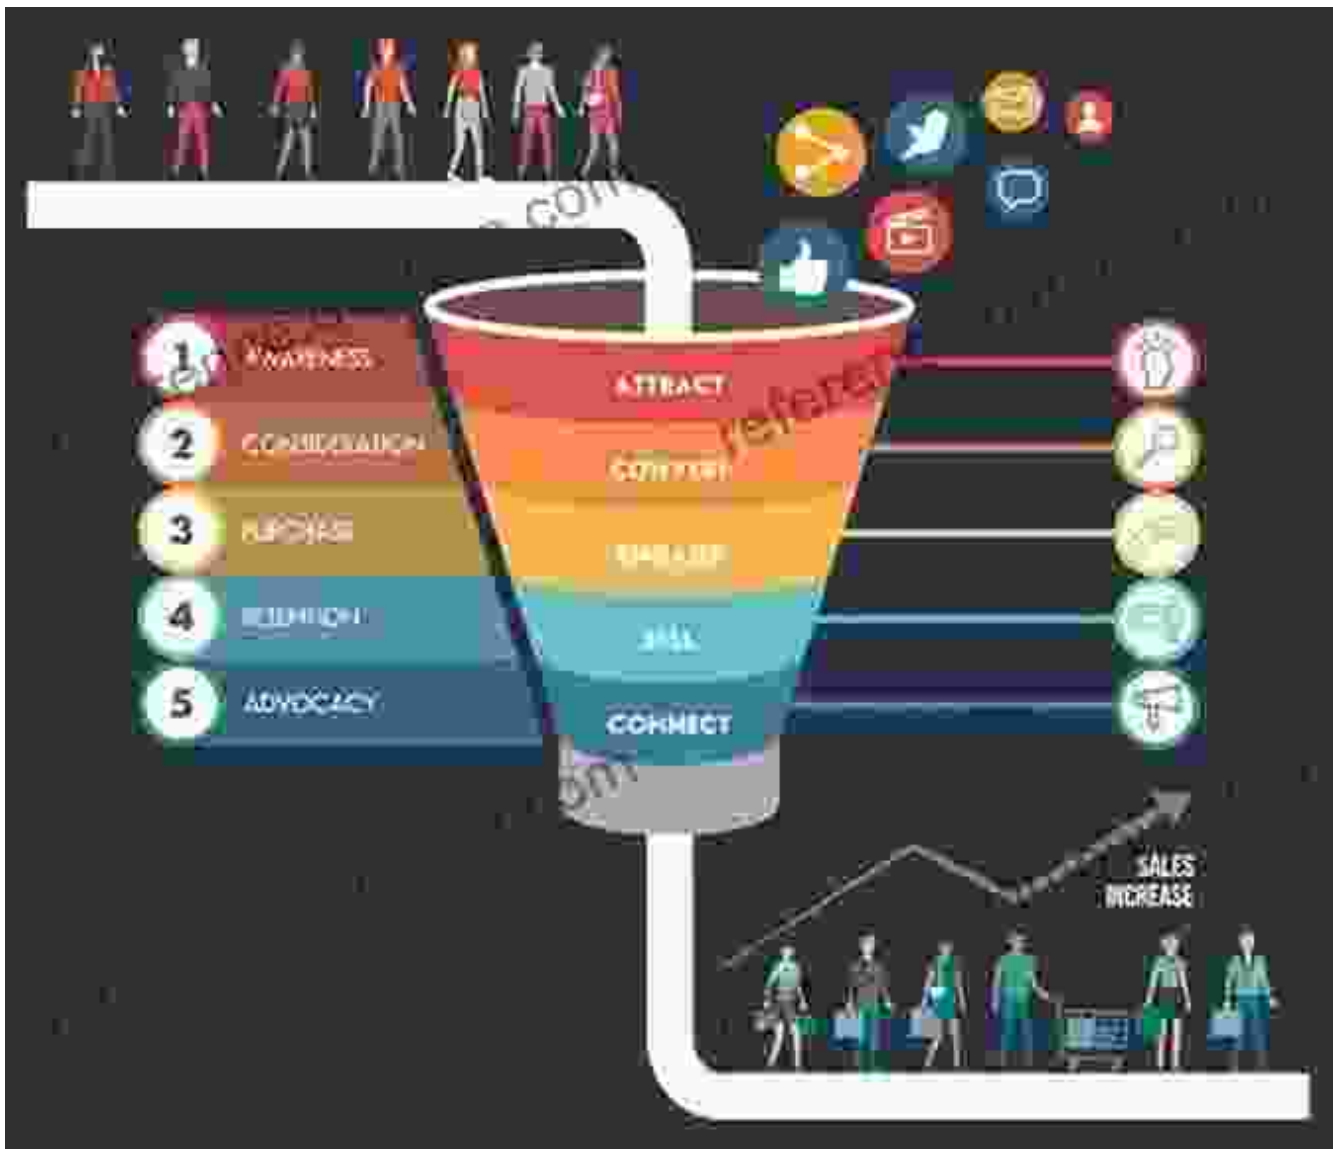 1 AWARENESS
ATTRACT
2 CONSIDERATION
CONVERT
3 PURCHASE
4 RETENTION
SELL
5 ADVOCACY
CONNECT
SALES
INCREASE